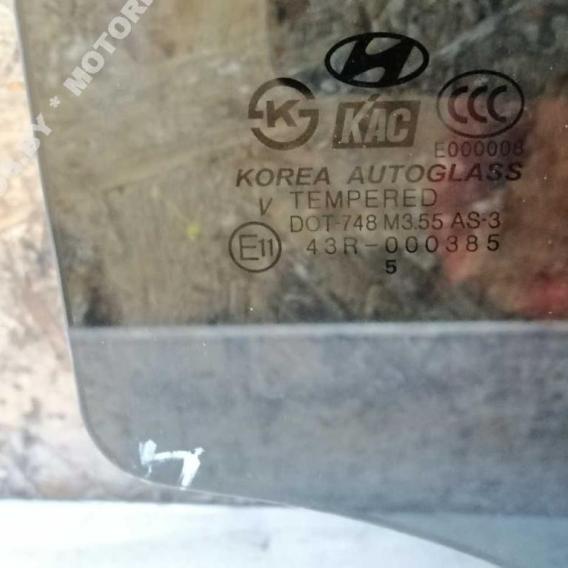 KAC
CCC
E000008
KOREA AUTOGLASS
V TEMPERED
DOT-748 M3.55 AS-3
E11 43R-000385
5